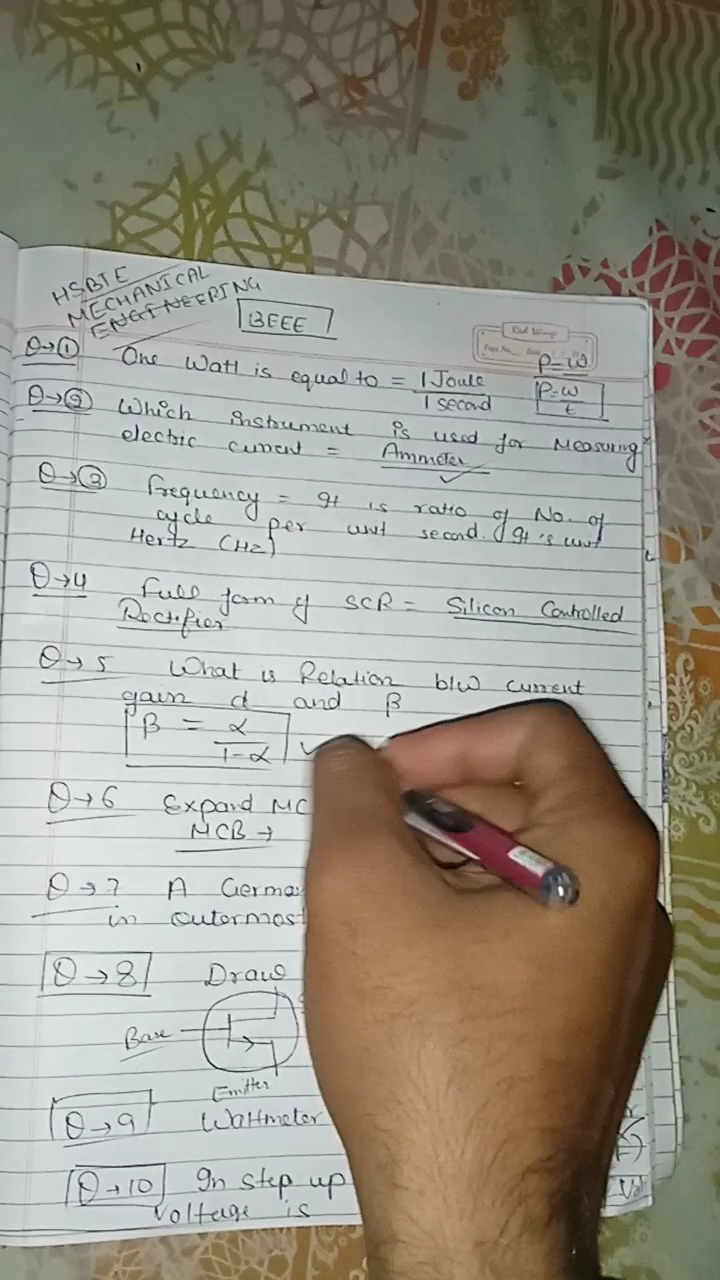 HSBTE
MECHANICAL
ENGINEERING
BEEE
P=W
Q→① One Watt is equal to = 1 Joule
1 second
P=W
t
Q→② Which instrument is used for Measuring
electric current = Ammeter
Q→③ Frequency = It is ratio of No. of
cycle per unit second. It's unit
Hertz (Hz)
Q→4 Full form of SCR = Silicon Controlled
Rectifier
Q→5 What is Relation b/w current
gain α and β
β = α
1-α
Q→6 Expand MC
MCB →
Q→7 A Germa
in outermost
Q→8 Draw
Base
Emitter
Q→9 Wattmeter
Q→10 In step up
voltage is